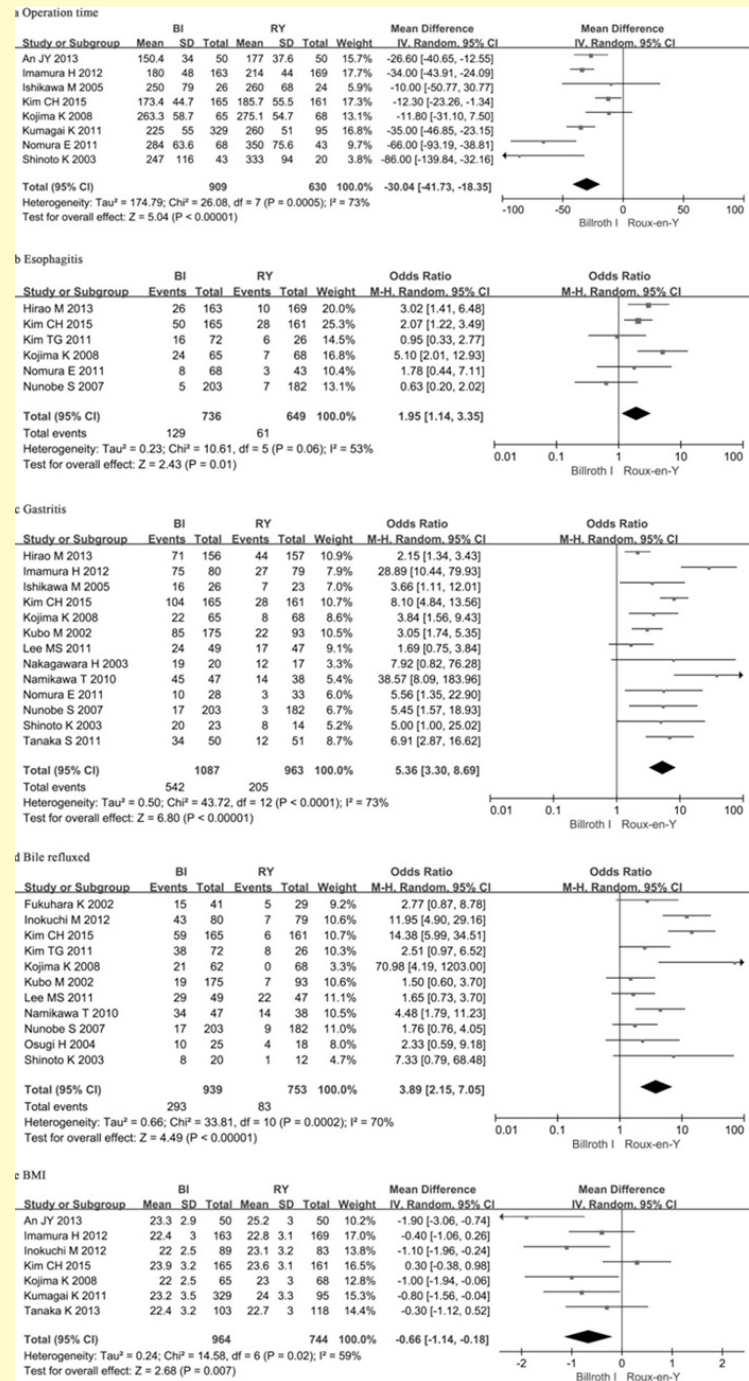 a Operation time
BI RY Mean Difference Mean Difference
Study or Subgroup Mean SD Total Mean SD Total Weight IV. Random. 95% CI IV. Random. 95% CI
An JY 2013 150.4 34 50 177 37.6 50 15.7% -26.60 [-40.65, -12.55]
Imamura H 2012 180 48 163 214 44 169 17.9% -34.00 [-43.91, -24.09]
Ishikawa M 2005 250 79 26 260 68 24 5.4% -10.00 [-50.77, 30.77]
Kim CH 2015 173.4 44.7 165 185.7 55.5 161 17.4% -12.30 [-23.26, -1.34]
Kojima K 2008 263.3 58.7 65 275.1 54.7 68 13.6% -11.80 [-31.10, 7.50]
Kumagai K 2011 225 55 329 260 51 95 17.0% -35.00 [-46.85, -23.15]
Nomura E 2011 284 63.6 68 350 75.6 43 9.6% -66.00 [-93.19, -38.81]
Shinoto K 2003 247 116 43 333 94 20 3.4% -86.00 [-139.84, -32.16]
Total (95% CI) 909 630 100.0% -30.04 [-41.73, -18.35]
Heterogeneity: Tau² = 174.79; Chi² = 26.08, df = 7 (P = 0.0005); I² = 73%
Test for overall effect: Z = 5.04 (P < 0.00001)
-100 -50 0 50 100
Billroth I Roux-en-Y
b Esophagitis
BI RY Odds Ratio Odds Ratio
Study or Subgroup Events Total Events Total Weight M-H. Random. 95% CI M-H. Random. 95% CI
Hirao M 2013 26 163 10 169 20.0% 3.02 [1.41, 6.48]
Kim CH 2015 50 165 28 161 25.3% 2.07 [1.22, 3.49]
Kim TG 2011 16 72 6 26 14.5% 0.95 [0.33, 2.77]
Kojima K 2008 24 65 7 68 16.8% 5.10 [2.01, 12.93]
Nomura E 2011 8 68 3 43 10.4% 1.78 [0.44, 7.11]
Nunobe S 2007 5 203 7 182 13.1% 0.63 [0.20, 2.02]
Total (95% CI) 736 649 100.0% 1.95 [1.14, 3.35]
Total events 129 61
Heterogeneity: Tau² = 0.23; Chi² = 10.61, df = 5 (P = 0.06); I² = 53%
Test for overall effect: Z = 2.43 (P = 0.01)
0.01 0.1 1 10 100
Billroth I Roux-en-Y
c Gastritis
BI RY Odds Ratio Odds Ratio
Study or Subgroup Events Total Events Total Weight M-H. Random. 95% CI M-H. Random. 95% CI
Hirao M 2013 71 156 44 157 10.9% 2.15 [1.34, 3.43]
Imamura H 2012 75 80 27 79 7.9% 28.89 [10.44, 79.93]
Ishikawa M 2005 16 26 7 23 7.0% 3.66 [1.11, 12.01]
Kim CH 2015 104 165 28 161 10.7% 8.10 [4.84, 13.56]
Kojima K 2008 22 65 8 68 8.5% 3.84 [1.56, 9.43]
Kubo M 2002 85 175 22 93 10.5% 3.05 [1.74, 5.35]
Lee MS 2011 24 49 17 47 9.1% 1.69 [0.75, 3.84]
Nakagawara H 2003 19 20 12 17 3.3% 7.92 [0.82, 76.28]
Namikawa T 2010 45 47 14 38 5.4% 38.57 [8.09, 183.96]
Nomura E 2011 10 28 3 33 6.0% 5.56 [1.35, 22.90]
Nunobe S 2007 17 203 3 182 6.8% 5.45 [1.57, 18.93]
Shinoto K 2003 20 23 8 14 5.2% 5.00 [1.00, 25.02]
Tanaka S 2011 34 50 12 51 8.7% 6.91 [2.87, 16.62]
Total (95% CI) 1087 963 100.0% 5.36 [3.30, 8.69]
Total events 542 205
Heterogeneity: Tau² = 0.50; Chi² = 43.72, df = 12 (P < 0.0001); I² = 73%
Test for overall effect: Z = 6.80 (P < 0.00001)
0.01 0.1 1 10 100
Billroth I Roux-en-Y
d Bile refluxed
BI RY Odds Ratio Odds Ratio
Study or Subgroup Events Total Events Total Weight M-H. Random. 95% CI M-H. Random. 95% CI
Fukuhara K 2002 15 41 5 29 9.2% 2.77 [0.87, 8.78]
Inokuchi M 2012 43 80 7 79 10.6% 11.95 [4.90, 29.16]
Kim CH 2015 59 165 6 161 10.7% 14.38 [5.99, 34.51]
Kim TG 2011 38 72 8 26 10.4% 2.51 [0.97, 6.52]
Kojima K 2008 21 62 0 68 3.3% 70.98 [4.19, 1203.00]
Kubo M 2002 19 175 7 93 10.5% 1.50 [0.60, 3.70]
Lee MS 2011 29 49 22 47 11.1% 1.65 [0.73, 3.70]
Namikawa T 2010 34 47 14 38 10.5% 4.48 [1.79, 11.23]
Nunobe S 2007 17 203 9 182 11.0% 1.76 [0.76, 4.05]
Osugi H 2004 10 25 4 18 8.0% 2.33 [0.59, 9.18]
Shinoto K 2003 8 20 1 12 4.7% 7.33 [0.79, 68.48]
Total (95% CI) 939 753 100.0% 3.89 [2.15, 7.05]
Total events 293 83
Heterogeneity: Tau² = 0.66; Chi² = 33.81, df = 10 (P = 0.0002); I² = 70%
Test for overall effect: Z = 4.49 (P < 0.00001)
0.01 0.1 1 10 100
Billroth I Roux-en-Y
e BMI
BI RY Mean Difference Mean Difference
Study or Subgroup Mean SD Total Mean SD Total Weight IV. Random. 95% CI IV. Random. 95% CI
An JY 2013 23.3 2.9 50 25.2 3 50 10.2% -1.90 [-3.06, -0.74]
Imamura H 2012 22.4 3 163 22.8 3.1 169 17.0% -0.40 [-1.06, 0.26]
Inokuchi M 2012 22 2.5 89 23.1 3.2 83 14.0% -1.10 [-1.96, -0.24]
Kim CH 2015 23.9 3.2 165 23.6 3.1 161 16.5% 0.30 [-0.38, 0.98]
Kojima K 2008 22 2.5 65 23 3 68 12.8% -1.00 [-1.94, -0.06]
Kumagai K 2011 23.2 3.5 329 24 3.3 95 15.1% -0.80 [-1.56, -0.04]
Tanaka K 2013 22.4 3.2 103 22.7 3 118 14.4% -0.30 [-1.12, 0.52]
Total (95% CI) 964 744 100.0% -0.66 [-1.14, -0.18]
Heterogeneity: Tau² = 0.24; Chi² = 14.58, df = 6 (P = 0.02); I² = 59%
Test for overall effect: Z = 2.68 (P = 0.007)
-2 -1 0 1 2
Billroth I Roux-en-Y